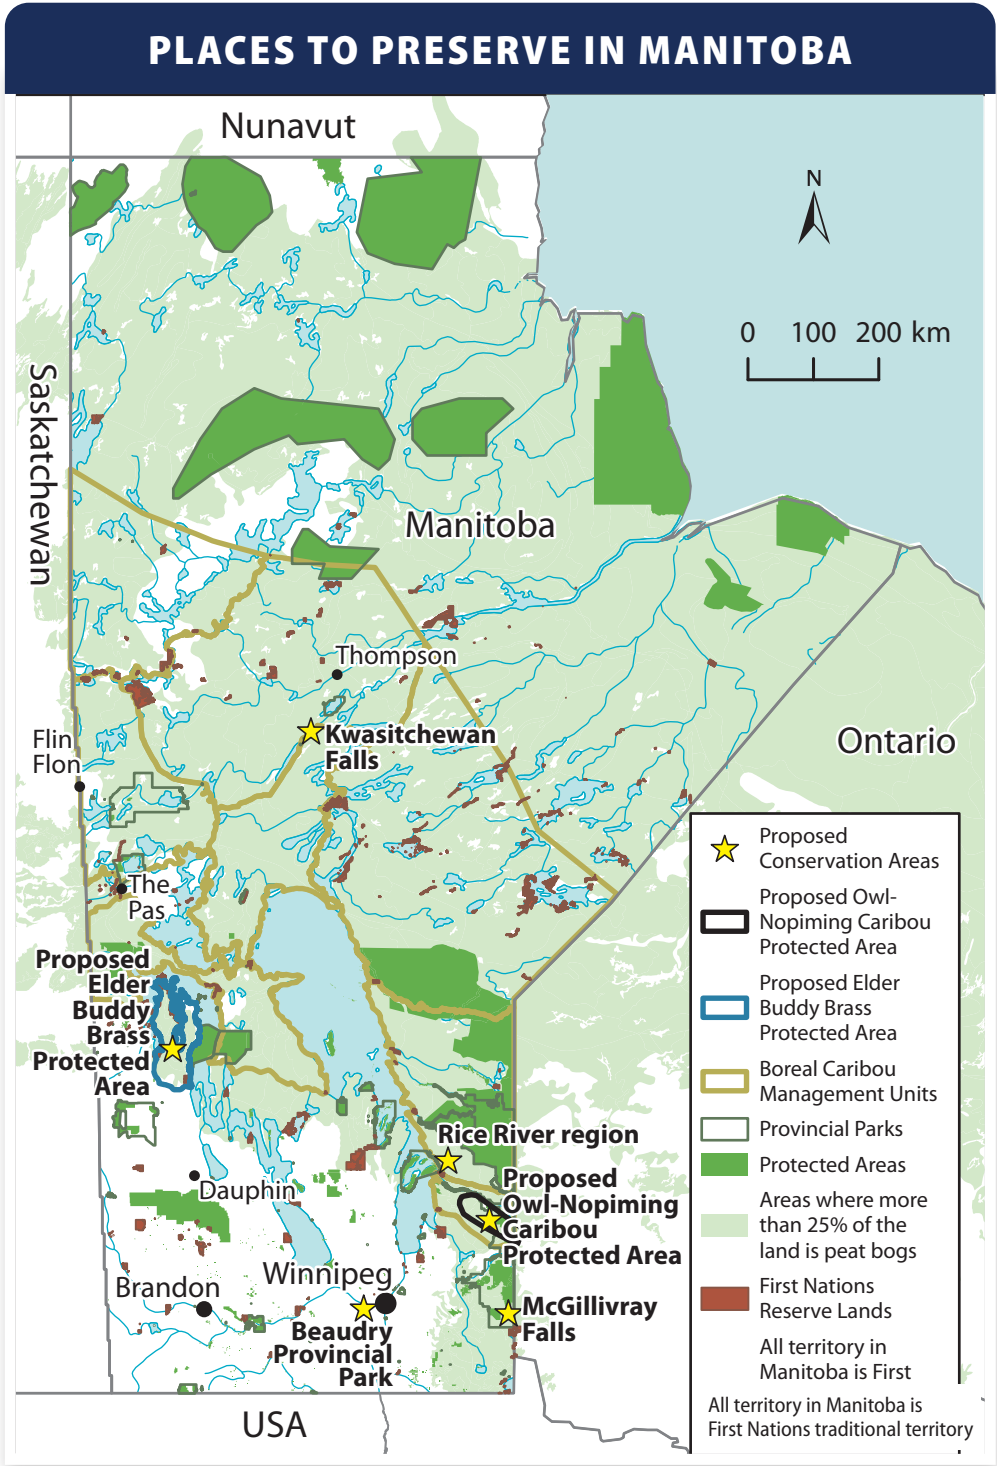 PLACES TO PRESERVE IN MANITOBA
Nunavut
N
0 100 200 km
Saskatchewan
Manitoba
Thompson
Kwasitchewan
Falls
Flin
Flon
Ontario
The
Pas
Proposed
Elder
Buddy
Brass
Protected
Area
Rice River region
Proposed
Owl-Nopiming
Caribou
Protected Area
Dauphin
Winnipeg
Brandon
Beaudry
Provincial
Park
McGillivray
Falls
USA
Proposed
Conservation Areas
Proposed Owl-
Nopiming Caribou
Protected Area
Proposed Elder
Buddy Brass
Protected Area
Boreal Caribou
Management Units
Provincial Parks
Protected Areas
Areas where more
than 25% of the
land is peat bogs
First Nations
Reserve Lands
All territory in
Manitoba is First
All territory in Manitoba is
First Nations traditional territory